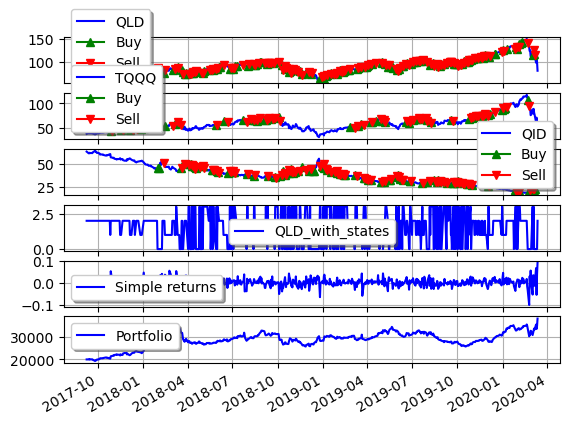 QLD
Buy
Sell
150
100
TQQQ
Buy
Sell
100
50
QID
Buy
Sell
50
25
QLD_with_states
2.5
0.0
Simple returns
0.1
0.0
−0.1
Portfolio
30000
20000
2017-10 2018-01 2018-04 2018-07 2018-10 2019-01 2019-04 2019-07 2019-10 2020-01 2020-04